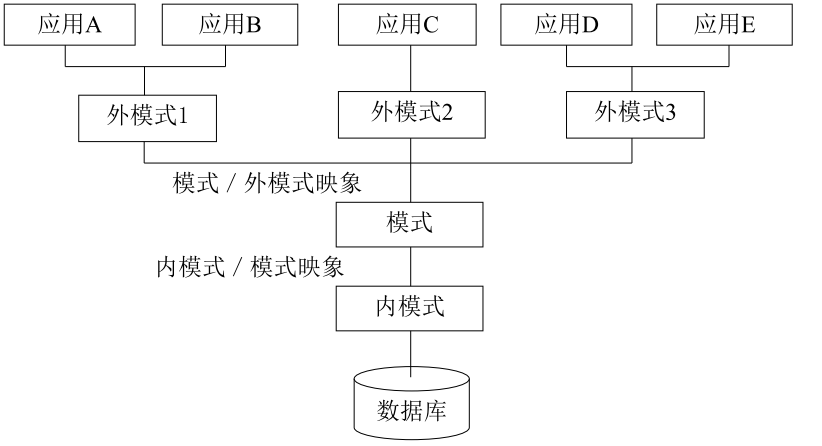 应用A
应用B
应用C
应用D
应用E
外模式1
外模式2
外模式3
模式／外模式映象
模式
内模式／模式映象
内模式
数据库